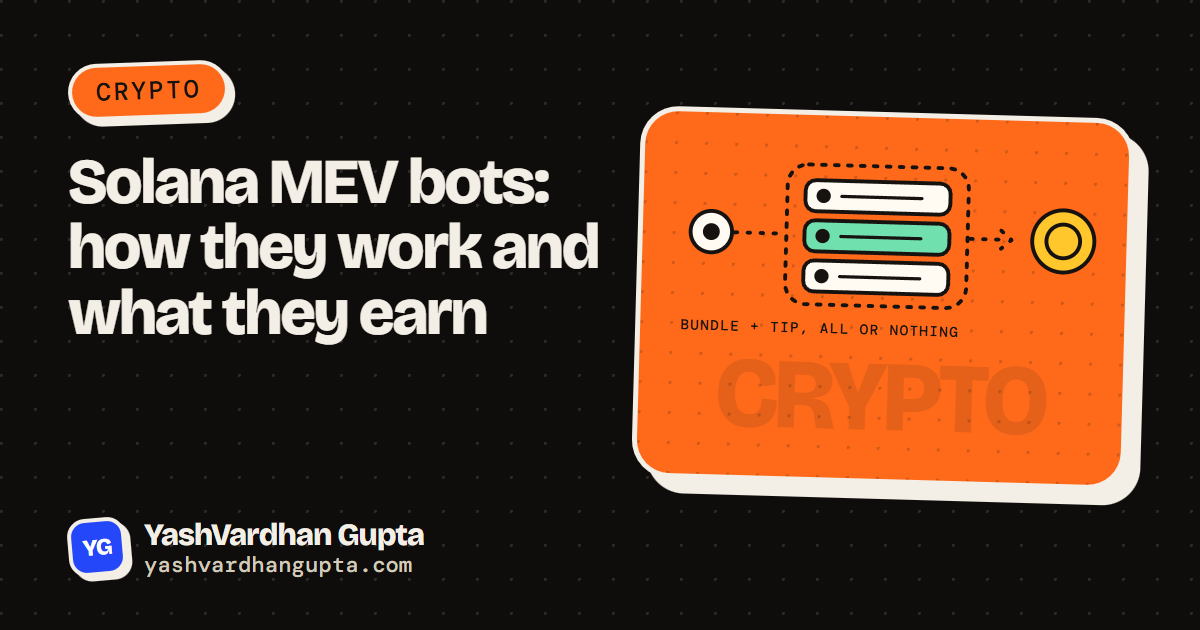 CRYPTO
Solana MEV bots:
how they work and
what they earn
BUNDLE + TIP, ALL OR NOTHING
CRYPTO
YG
YashVardhan Gupta
yashvardhangupta.com